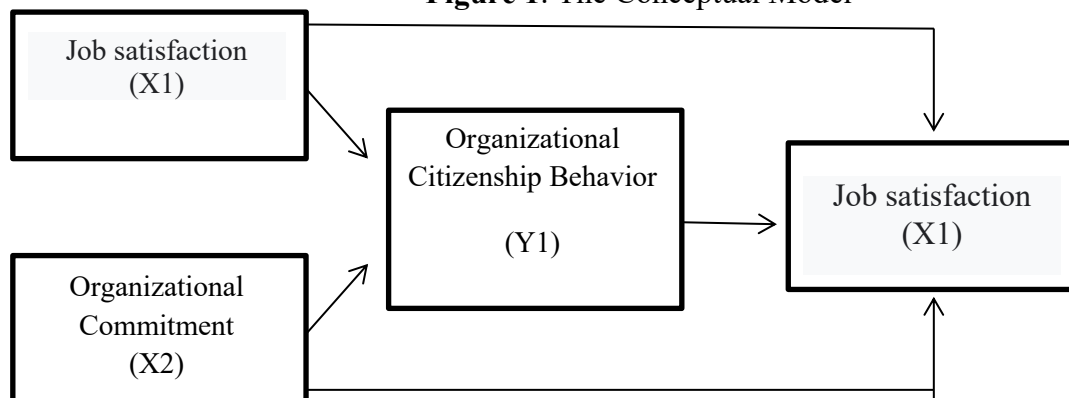 Figure 1. The Conceptual Model
Job satisfaction
(X1)
Organizational
Citizenship Behavior
(Y1)
Job satisfaction
(X1)
Organizational
Commitment
(X2)